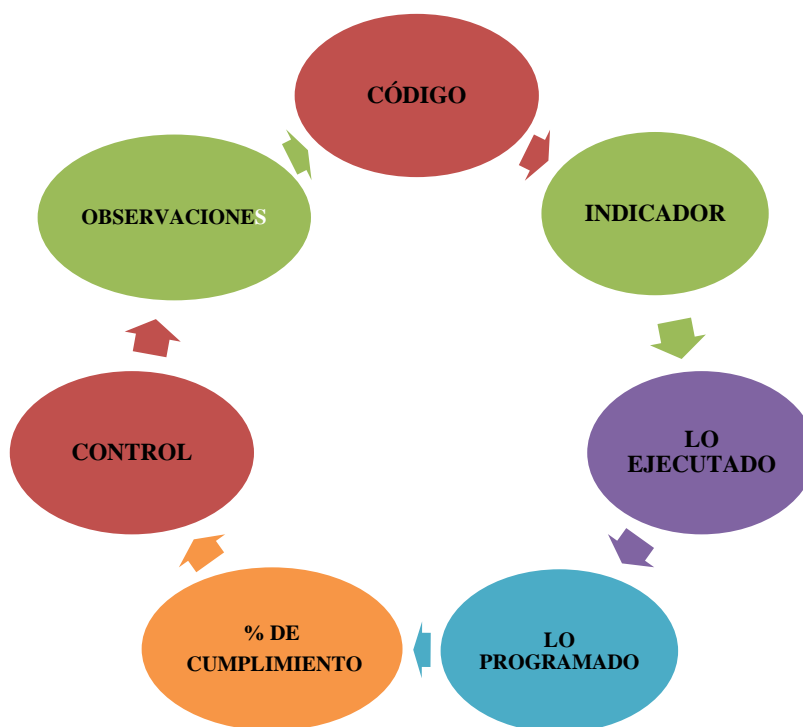 CÓDIGO
INDICADOR
LO
EJECUTADO
LO
PROGRAMADO
% DE
CUMPLIMIENTO
CONTROL
OBSERVACIONES